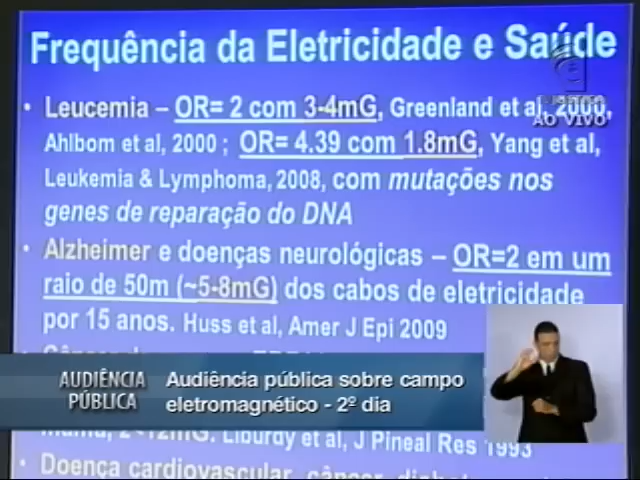 Frequência da Eletricidade e Saúde
• Leucemia – OR= 2 com 3-4mG, Greenland et al, 2000,
AO VIVO
Ahlbom et al, 2000 ; OR= 4.39 com 1.8mG, Yang et al,
Leukemia & Lymphoma, 2008, com mutações nos
genes de reparação do DNA
• Alzheimer e doenças neurológicas – OR=2 em um
raio de 50m (~5-8mG) dos cabos de eletricidade
por 15 anos. Huss et al, Amer J Epi 2009
AUDIÊNCIA
PÚBLICA
Audiência pública sobre campo
eletromagnético - 2º dia
Liburdy et al, J Pineal Res 1993
• Doença cardiovascular, câncer,